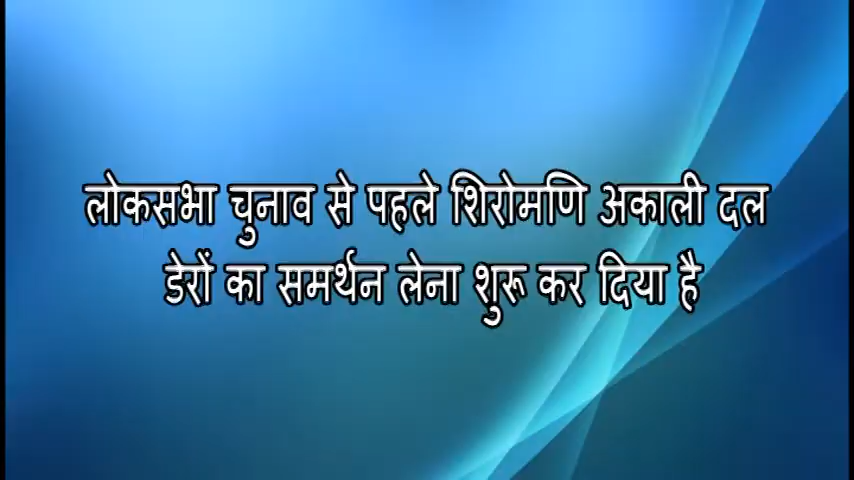 लोकसभा चुनाव से पहले शिरोमणि अकाली दल
डेरों का समर्थन लेना शुरू कर दिया है